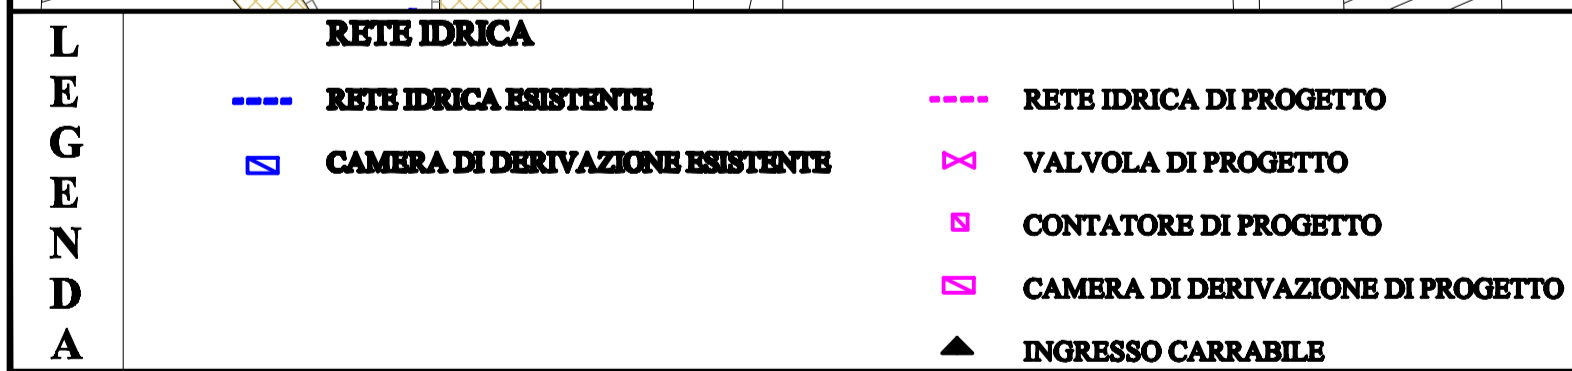 LEGENDA
RETE IDRICA
RETE IDRICA ESISTENTE
CAMERA DI DERIVAZIONE ESISTENTE
RETE IDRICA DI PROGETTO
VALVOLA DI PROGETTO
CONTATORE DI PROGETTO
CAMERA DI DERIVAZIONE DI PROGETTO
INGRESSO CARRABILE